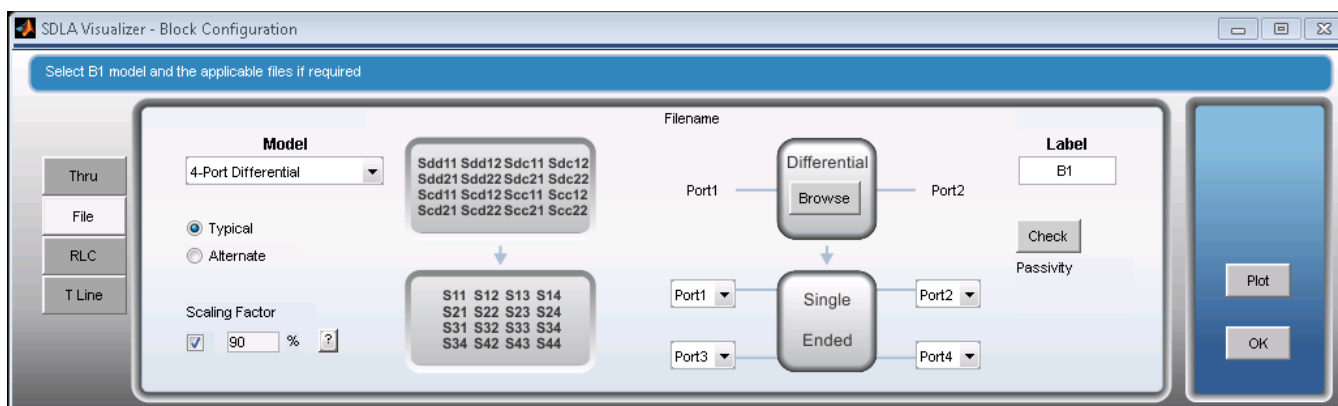 SDLA Visualizer - Block Configuration
Select B1 model and the applicable files if required
Thru
File
RLC
T Line
Model
4-Port Differential
Typical
Alternate
Scaling Factor
90 % ?
Sdd11 Sdd12 Sdc11 Sdc12
Sdd21 Sdd22 Sdc21 Sdc22
Scd11 Scd12 Scc11 Scc12
Scd21 Scd22 Scc21 Scc22
S11 S12 S13 S14
S21 S22 S23 S24
S31 S32 S33 S34
S34 S42 S43 S44
Filename
Port1
Differential
Browse
Port2
Port1
Port2
Single
Ended
Port3
Port4
Label
B1
Check
Passivity
Plot
OK